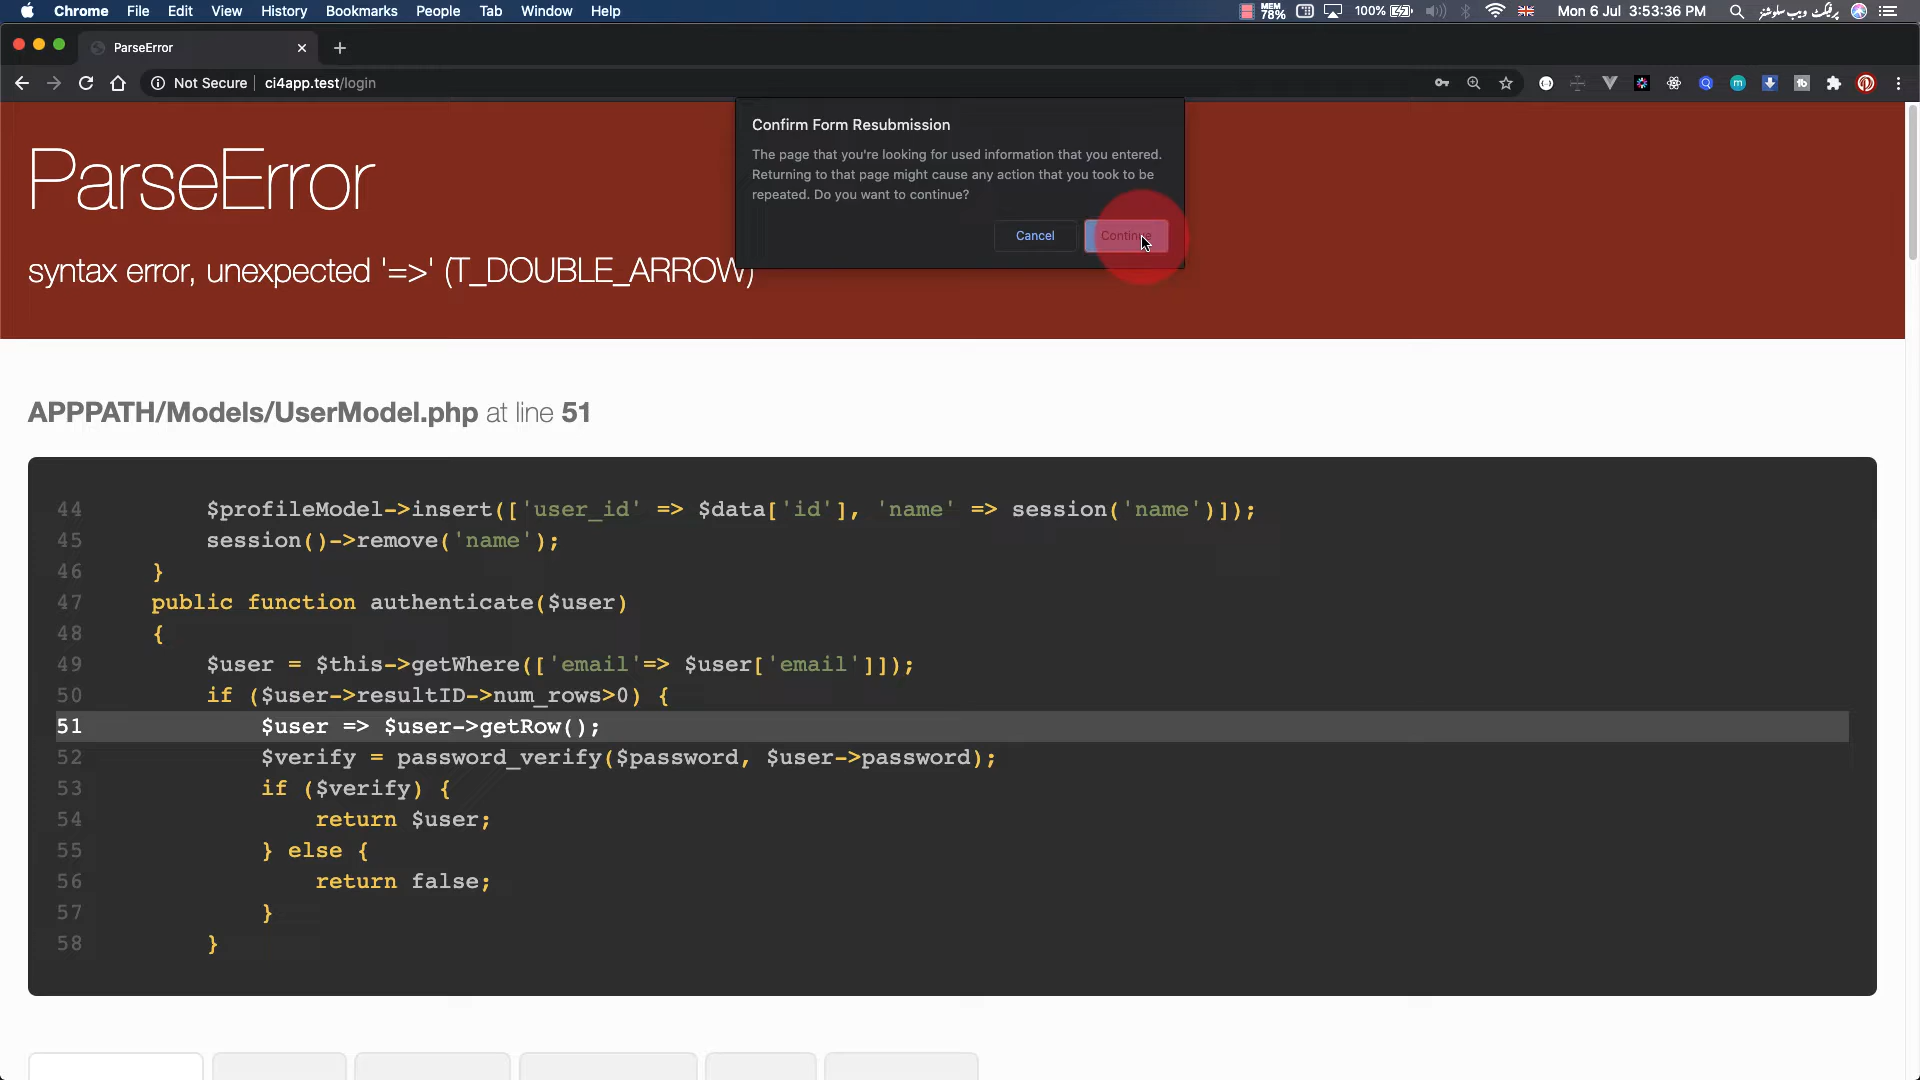 Chrome File Edit View History Bookmarks People Tab Window Help
MEM 78% 100% Mon 6 Jul 3:53:36 PM پرفیکٹ ویب سلوشنز
ParseError
Not Secure ci4app.test/login
Confirm Form Resubmission
The page that you're looking for used information that you entered.
Returning to that page might cause any action that you took to be
repeated. Do you want to continue?
Cancel Continue
ParseError
syntax error, unexpected '=>' (T_DOUBLE_ARROW)
APPPATH/Models/UserModel.php at line 51
44 $profileModel->insert(['user_id' => $data['id'], 'name' => session('name')]);
45 session()->remove('name');
46 }
47 public function authenticate($user)
48 {
49 $user = $this->getWhere(['email'=> $user['email']]);
50 if ($user->resultID->num_rows>0) {
51 $user => $user->getRow();
52 $verify = password_verify($password, $user->password);
53 if ($verify) {
54 return $user;
55 } else {
56 return false;
57 }
58 }